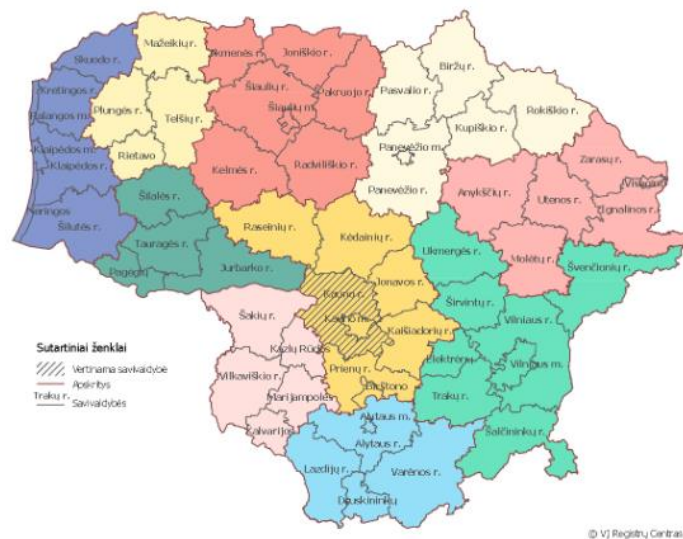 Skuodo r.
Mažeikių r.
Akmenės r.
Joniškio r.
Biržų r.
Kretingos r.
Šiaulių r.
Pakruojo r.
Pasvalio r.
Rokiškio r.
Palangos m.
Plungės r.
Telšių r.
Šiaulių m.
Kupiškio r.
Klaipėdos m.
Rietavo
Panevėžio m.
Zarasų r.
Klaipėdos r.
Kelmės r.
Radviliškio r.
Panevėžio r.
Anykščių r.
Utenos r.
Visagino
Ignalinos r.
Neringos
Šilalės r.
Šilutės r.
Raseinių r.
Kėdainių r.
Tauragės r.
Ukmergės r.
Molėtų r.
Švenčionių r.
Pagėgių
Jurbarko r.
Kauno r.
Jonavos r.
Šakių r.
Kauno m.
Širvintų r.
Vilniaus r.
Kaišiadorių r.
Kazlų Rūdos
Elektrėnų
Vilniaus m.
Vilkaviškio r.
Prienų r.
Birštono
Trakų r.
Marijampolės
Alytaus m.
Kalvarijos
Alytaus r.
Šalčininkų r.
Lazdijų r.
Varėnos r.
Druskininkų
Sutartiniai ženklai
Vertinama savivaldybė
Apskritys
Trakų r.
Savivaldybės
© VĮ Registrų Centras